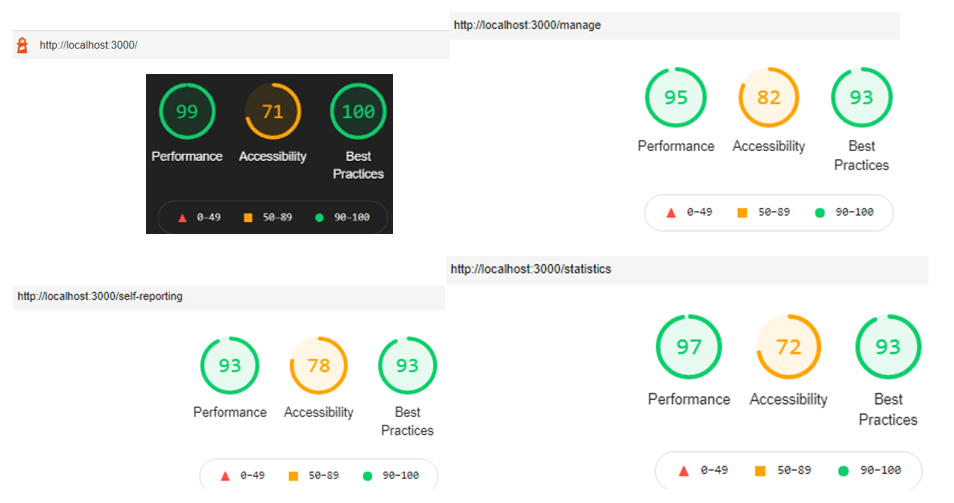 http://localhost:3000/
99 71 100
Performance Accessibility Best
Practices
0–49 50–89 90–100
http://localhost:3000/manage
95 82 93
Performance Accessibility Best
Practices
0–49 50–89 90–100
http://localhost:3000/self-reporting
93 78 93
Performance Accessibility Best
Practices
0–49 50–89 90–100
http://localhost:3000/statistics
97 72 93
Performance Accessibility Best
Practices
0–49 50–89 90–100